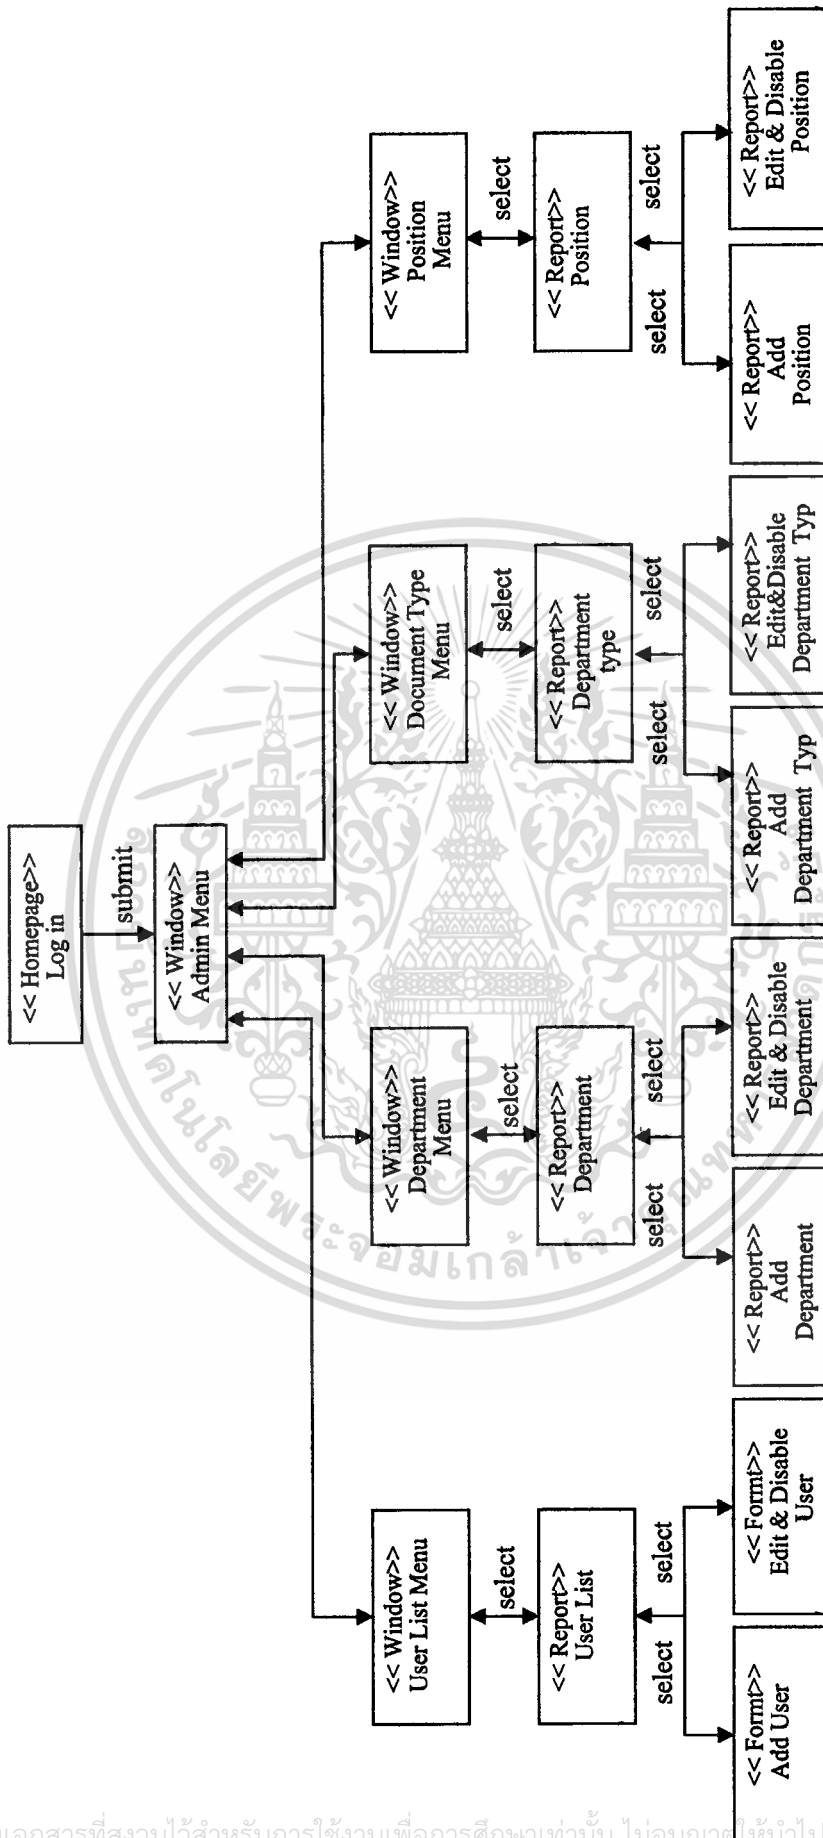 << Homepage>>
Log in
submit
<< Window>>
Admin Menu
<< Window>>
User List Menu
<< Window>>
Department
Menu
<< Window>>
Document Type
Menu
<< Window>>
Position
Menu
select
select
select
select
<< Report>>
User List
<< Report>>
Department
<< Report>>
Department
type
<< Report>>
Position
select
select
select
select
select
select
select
select
<< Formt>>
Add User
<< Formt>>
Edit & Disable
User
<< Report>>
Add
Department
<< Report>>
Edit & Disable
Department
<< Report>>
Add
Department Typ
<< Report>>
Edit&Disable
Department Typ
<< Report>>
Add
Position
<< Report>>
Edit & Disable
Position